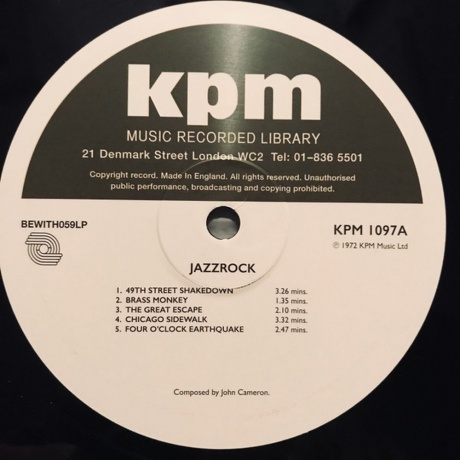 kpm
MUSIC RECORDED LIBRARY
21 Denmark Street London WC2 Tel: 01-836 5501
Copyright record. Made In England. All rights reserved. Unauthorised
public performance, broadcasting and copying prohibited.
BEWITH059LP
KPM 1097A
℗ 1972 KPM Music Ltd
JAZZROCK
1. 49TH STREET SHAKEDOWN 3.26 mins.
2. BRASS MONKEY 1.35 mins.
3. THE GREAT ESCAPE 2.10 mins.
4. CHICAGO SIDEWALK 3.32 mins.
5. FOUR O'CLOCK EARTHQUAKE 2.47 mins.
Composed by John Cameron.